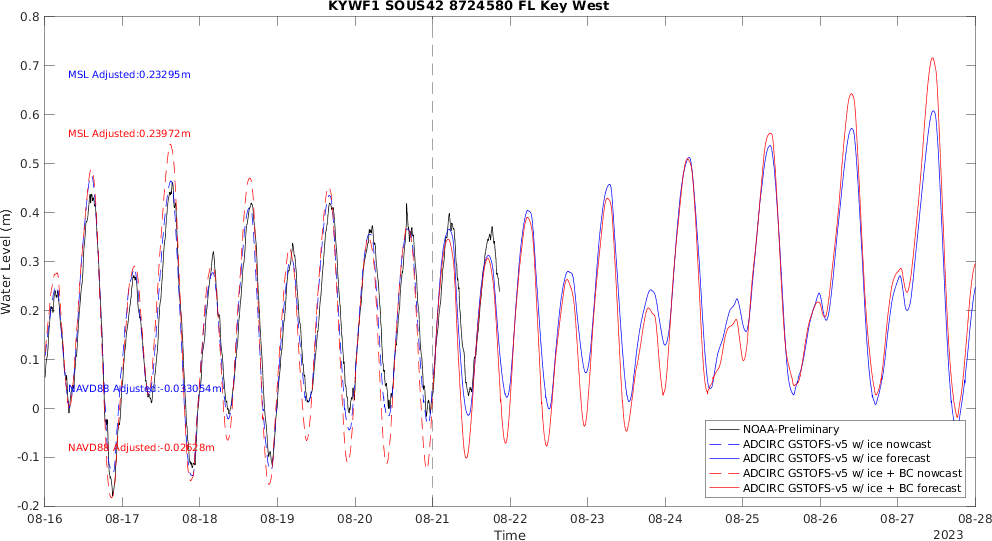 KYWF1 SOUS42 8724580 FL Key West
0.8
0.7
0.6
0.5
0.4
0.3
0.2
0.1
0
-0.1
-0.2
Water Level (m)
MSL Adjusted:0.23295m
MSL Adjusted:0.23972m
NAVD88 Adjusted:-0.033054m
NAVD88 Adjusted:-0.02628m
NOAA-Preliminary
ADCIRC GSTOFS-v5 w/ ice nowcast
ADCIRC GSTOFS-v5 w/ ice forecast
ADCIRC GSTOFS-v5 w/ ice + BC nowcast
ADCIRC GSTOFS-v5 w/ ice + BC forecast
08-16 08-17 08-18 08-19 08-20 08-21 08-22 08-23 08-24 08-25 08-26 08-27 08-28
Time
2023